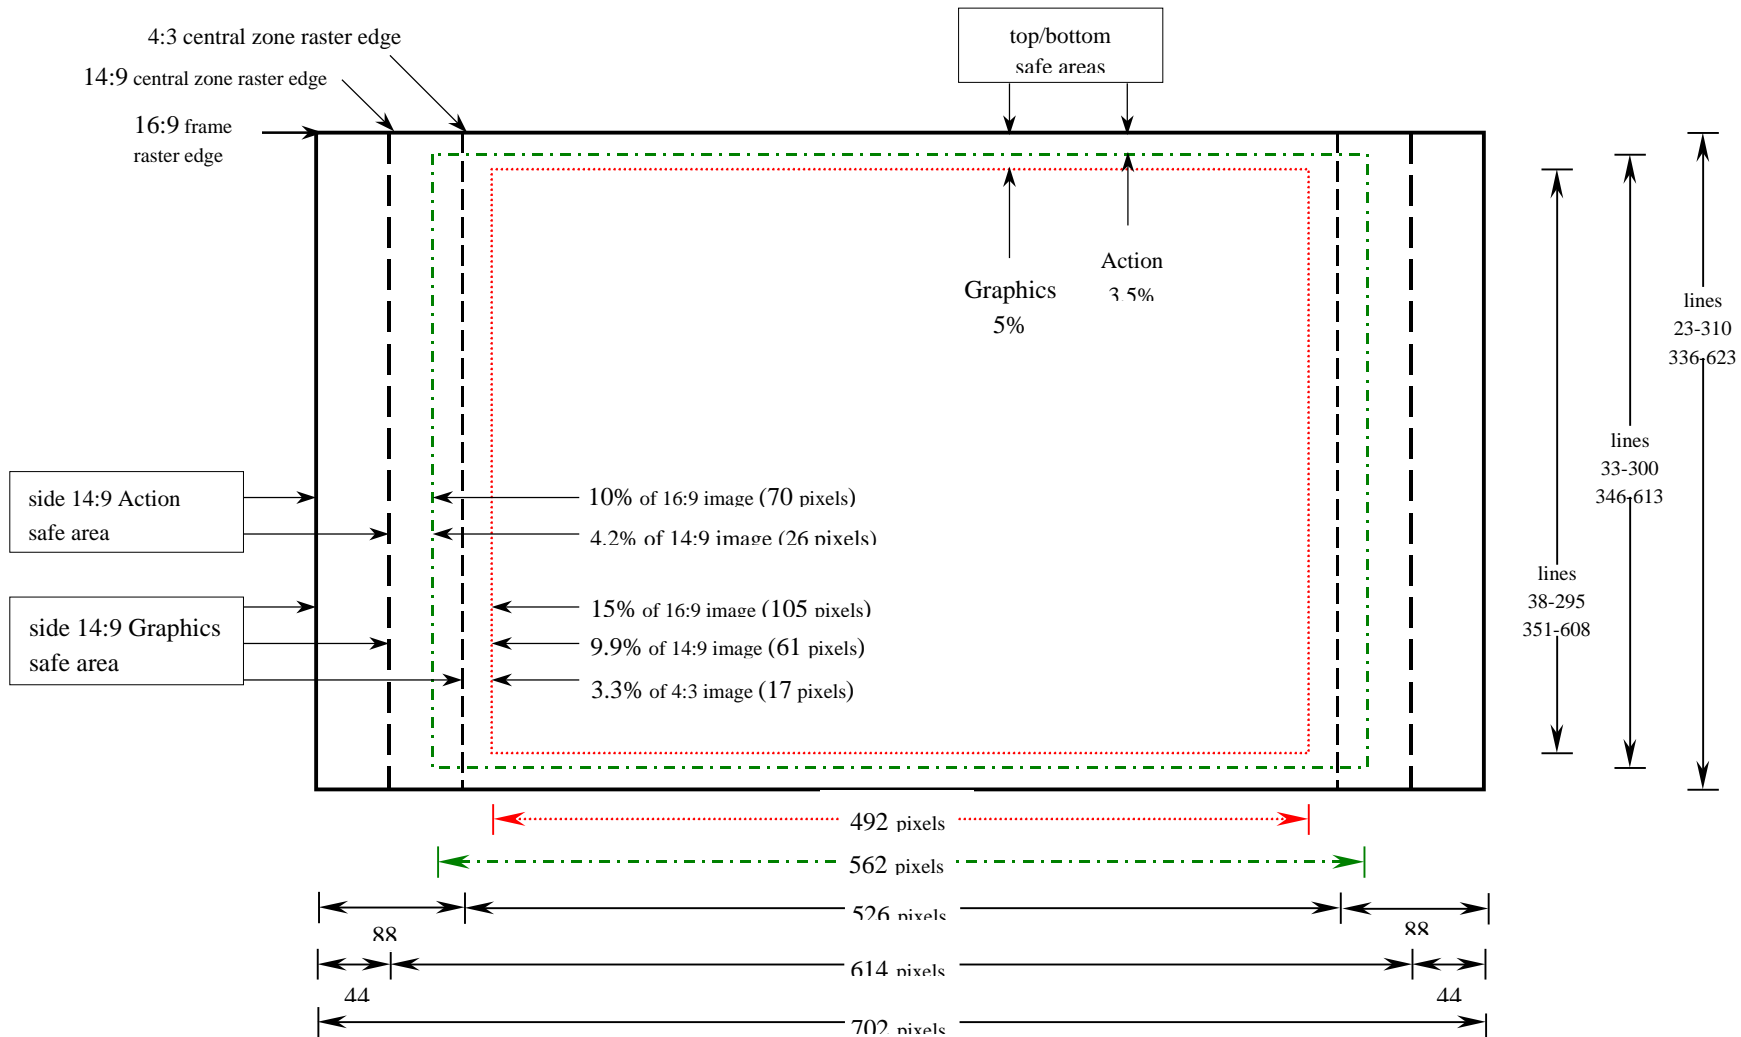 4:3 central zone raster edge
14:9 central zone raster edge
16:9 frame
raster edge
top/bottom
safe areas
Action
3.5%
Graphics
5%
lines
23-310
336-623
lines
33-300
346-613
lines
38-295
351-608
side 14:9 Action
safe area
10% of 16:9 image (70 pixels)
4.2% of 14:9 image (26 pixels)
side 14:9 Graphics
safe area
15% of 16:9 image (105 pixels)
9.9% of 14:9 image (61 pixels)
3.3% of 4:3 image (17 pixels)
492 pixels
562 pixels
526 pixels
88
88
614 pixels
44
44
702 pixels